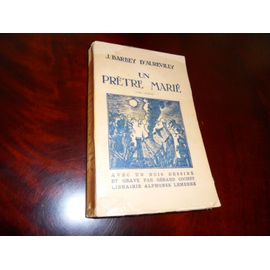 J. BARBEY D'AUREVILLY
UN
PRÊTRE MARIÉ
AVEC UN BOIS DESSINÉ
ET GRAVÉ PAR GÉRARD COCHET
LIBRAIRIE ALPHONSE LEMERRE